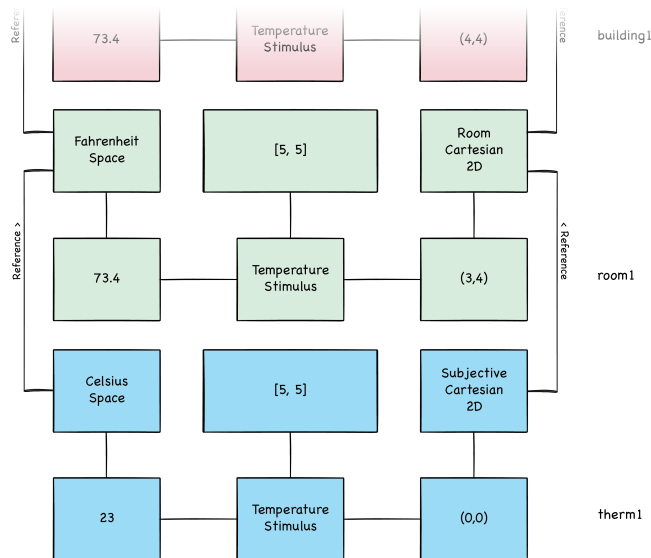 73.4
Temperature
Stimulus
(4,4)
building1
Fahrenheit
Space
[5, 5]
Room
Cartesian
2D
Reference >
< Reference
73.4
Temperature
Stimulus
(3,4)
room1
Celsius
Space
[5, 5]
Subjective
Cartesian
2D
23
Temperature
Stimulus
(0,0)
therm1